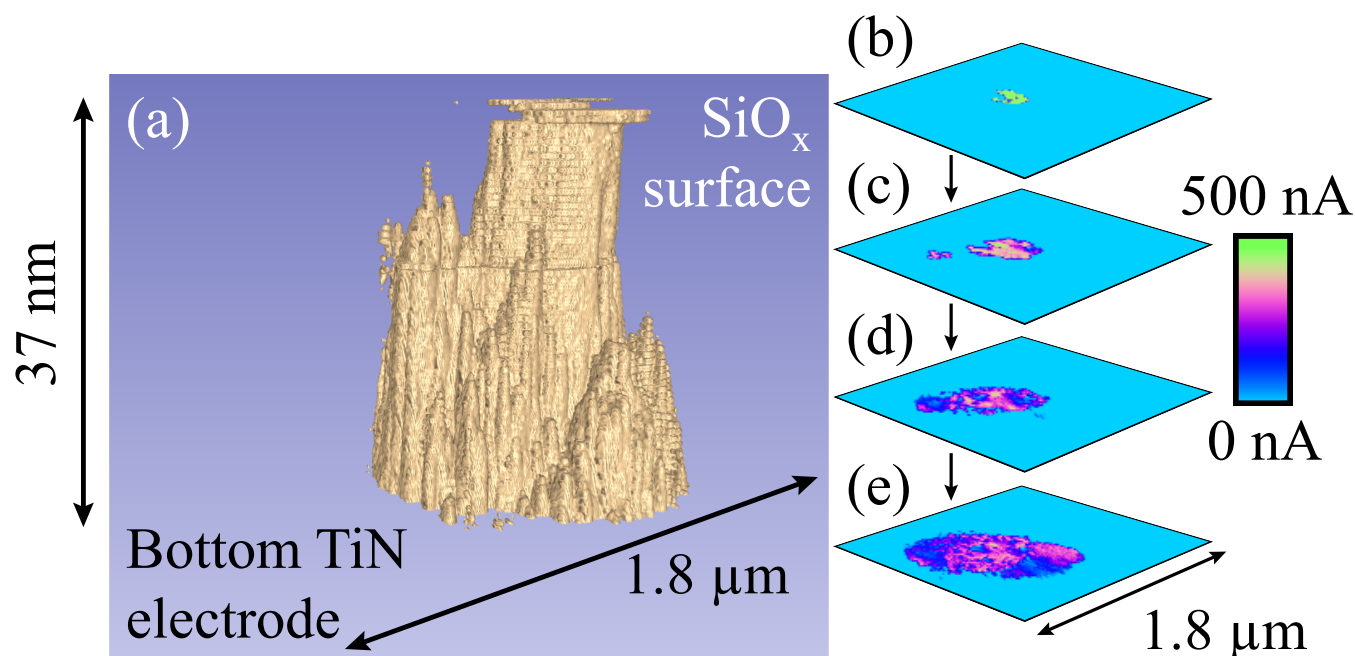 (a)
SiOx
surface
37 nm
Bottom TiN
electrode
1.8 µm
(b)
(c)
(d)
(e)
500 nA
0 nA
1.8 µm